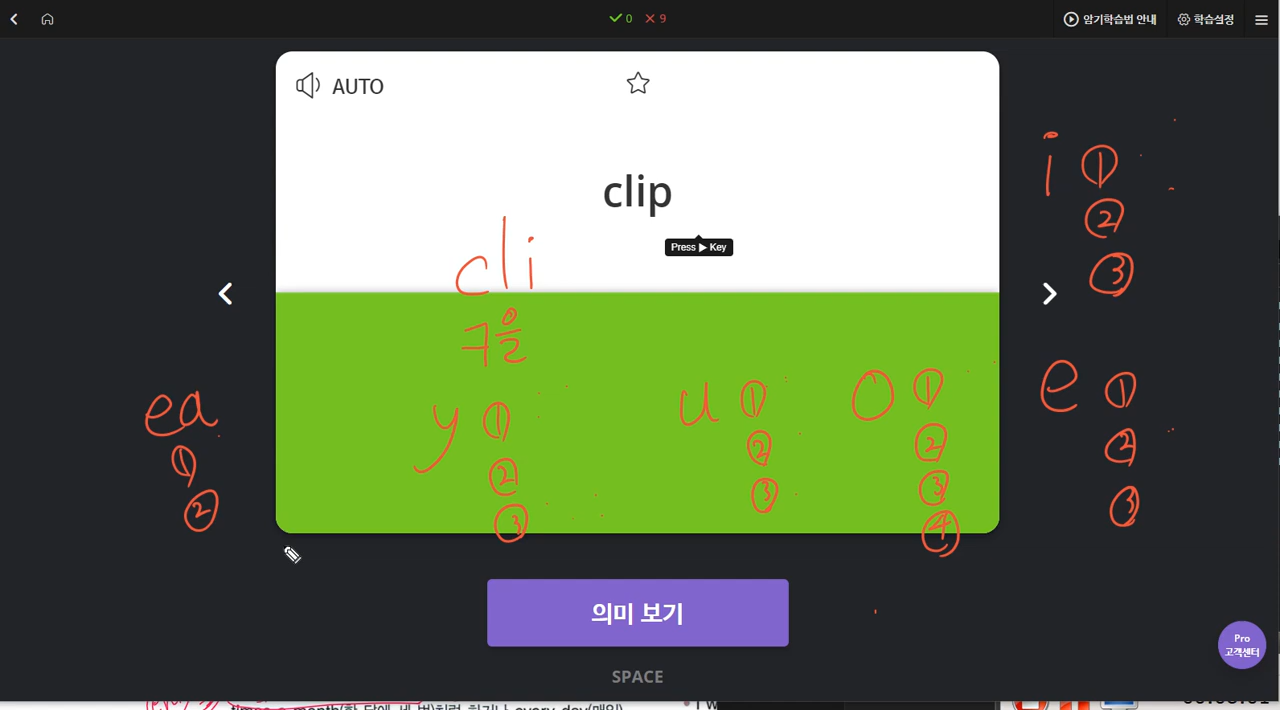 0 9
암기학습법 안내
학습설정
AUTO
clip
Press ▶ Key
cli
i ① ② ③
ea ① ②
y ① ② ③
u ① ② ③
o ① ② ③ ④
e ① ② ③
의미 보기
Pro
고객센터
SPACE